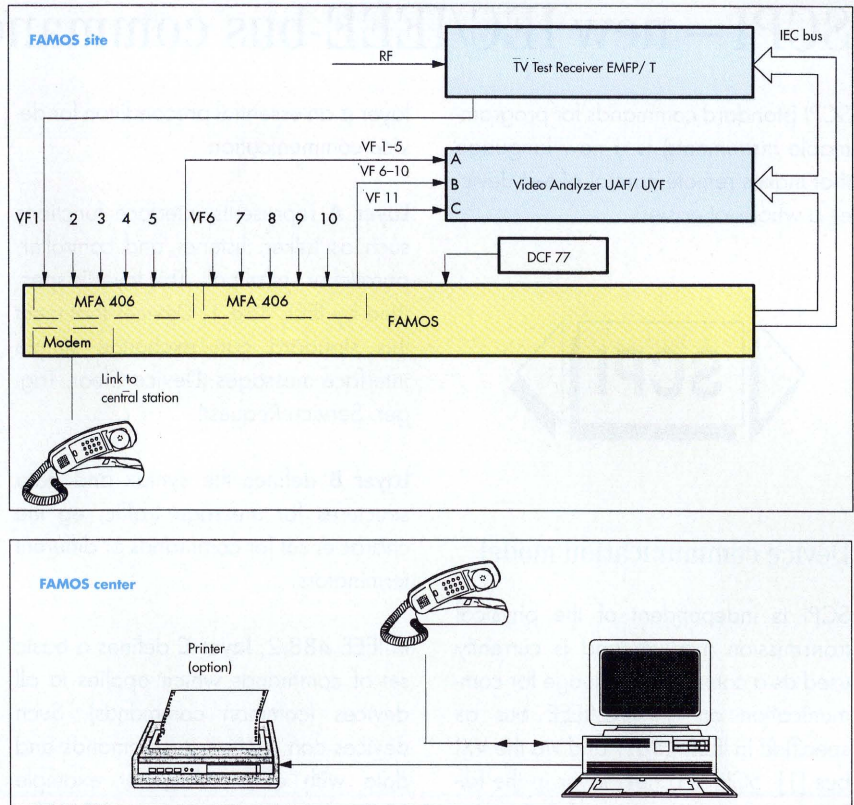 FAMOS site
IEC bus
RF
TV Test Receiver EMFP/ T
VF 1–5
A
VF 6–10
B
Video Analyzer UAF/ UVF
VF 11
C
VF1 2 3 4 5 VF6 7 8 9 10
DCF 77
MFA 406 MFA 406
FAMOS
Modem
Link to
central station
FAMOS center
Printer
(option)